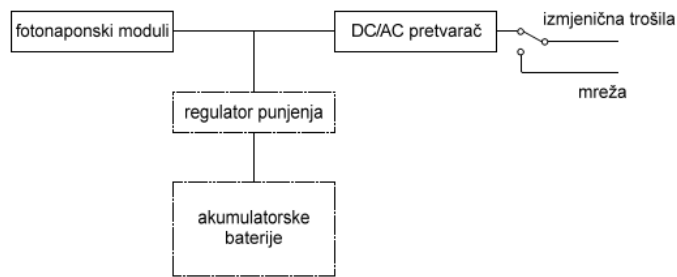 izmjenična trošila
fotonaponski moduli
DC/AC pretvarač
mreža
regulator punjenja
akumulatorske
baterije